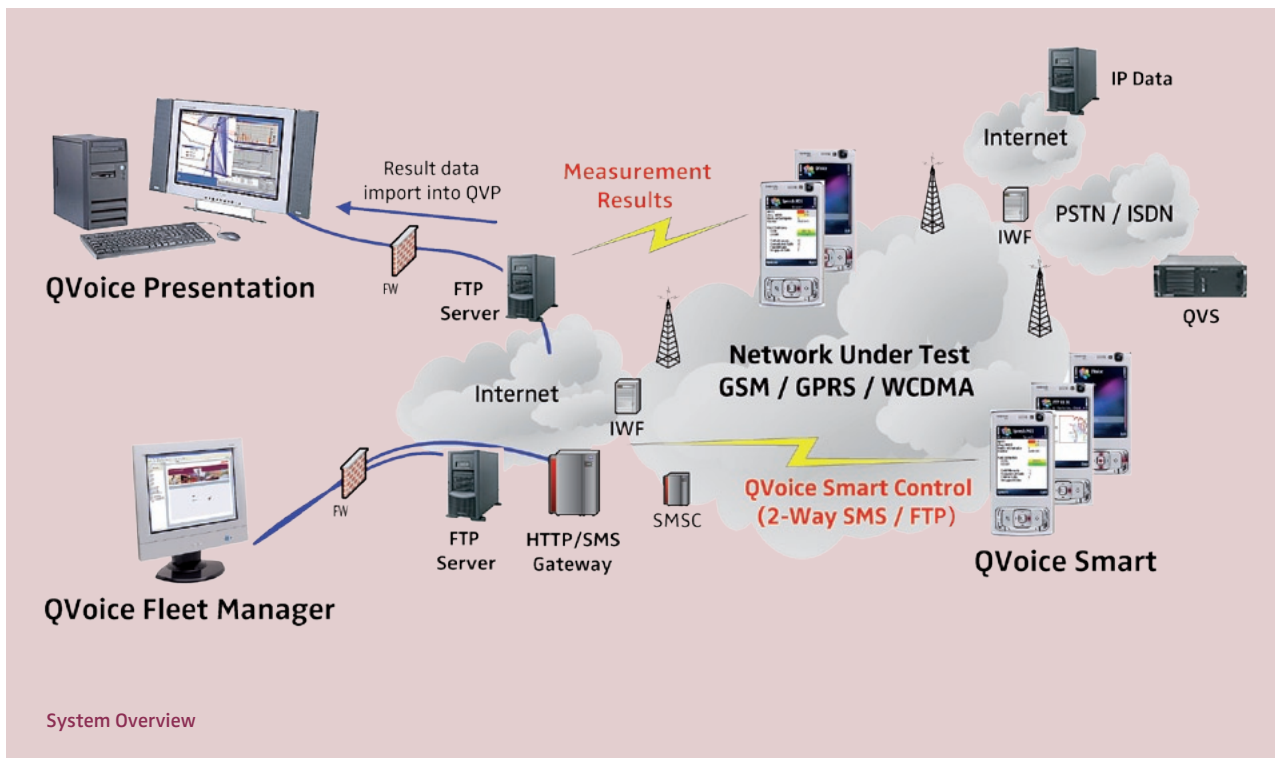 IP Data
Internet
Result data
import into QVP
Measurement
Results
PSTN / ISDN
IWF
QVoice Presentation
FW
FTP
Server
QVS
Network Under Test
GSM / GPRS / WCDMA
Internet
IWF
QVoice Smart Control
(2-Way SMS / FTP)
FW
SMSC
FTP
Server
HTTP/SMS
Gateway
QVoice Smart
QVoice Fleet Manager
System Overview